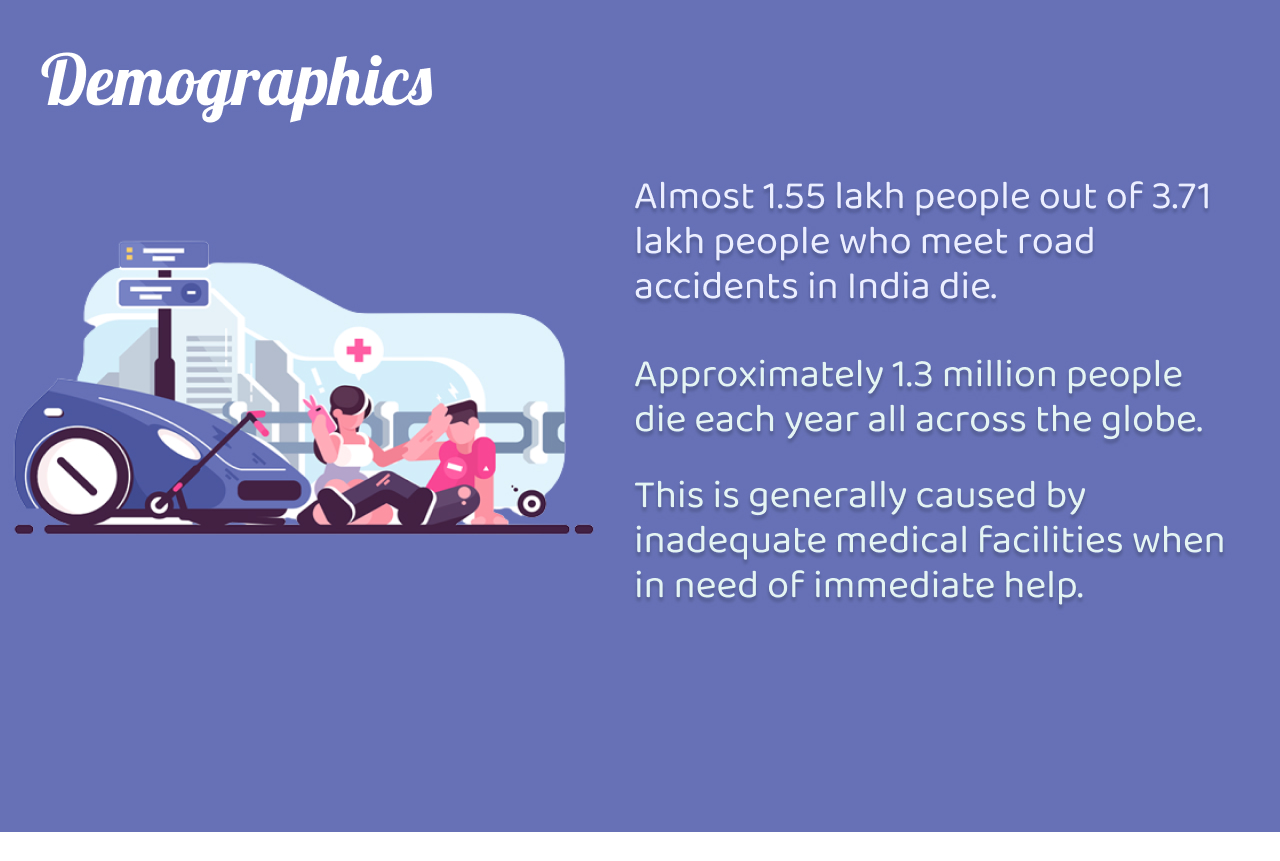 Demographics
Almost 1.55 lakh people out of 3.71
lakh people who meet road
accidents in India die.
Approximately 1.3 million people
die each year all across the globe.
This is generally caused by
inadequate medical facilities when
in need of immediate help.